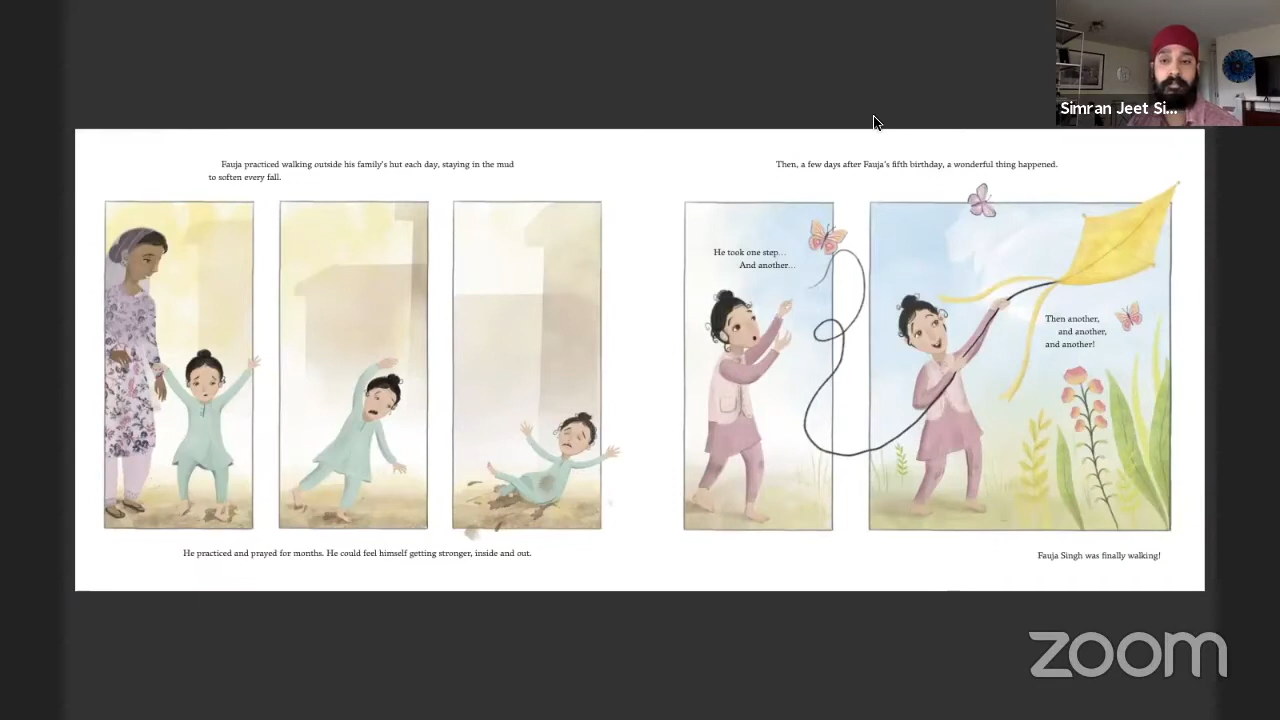 Simran Jeet Si...
Fauja practiced walking outside his family's hut each day, staying in the mud
to soften every fall.
He practiced and prayed for months. He could feel himself getting stronger, inside and out.
Then, a few days after Fauja's fifth birthday, a wonderful thing happened.
He took one step...
And another...
Then another,
and another,
and another!
Fauja Singh was finally walking!
zoom